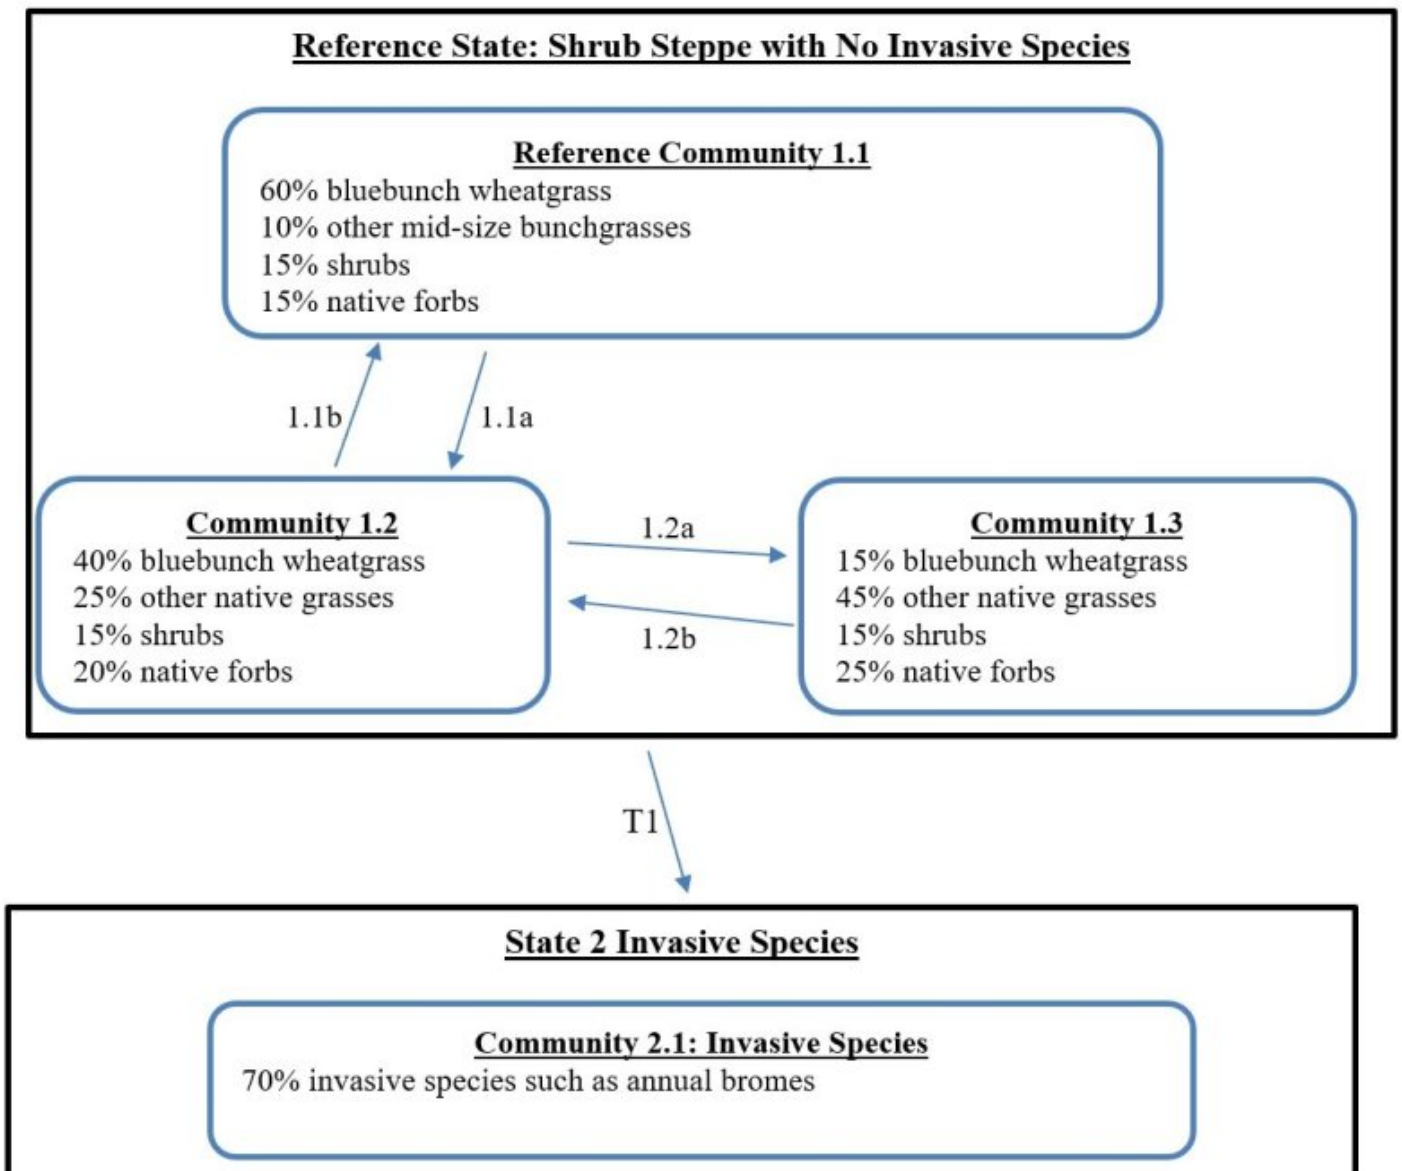 Reference State: Shrub Steppe with No Invasive Species
Reference Community 1.1
60% bluebunch wheatgrass
10% other mid-size bunchgrasses
15% shrubs
15% native forbs
1.1b
1.1a
Community 1.2
40% bluebunch wheatgrass
25% other native grasses
15% shrubs
20% native forbs
1.2a
1.2b
Community 1.3
15% bluebunch wheatgrass
45% other native grasses
15% shrubs
25% native forbs
T1
State 2 Invasive Species
Community 2.1: Invasive Species
70% invasive species such as annual bromes